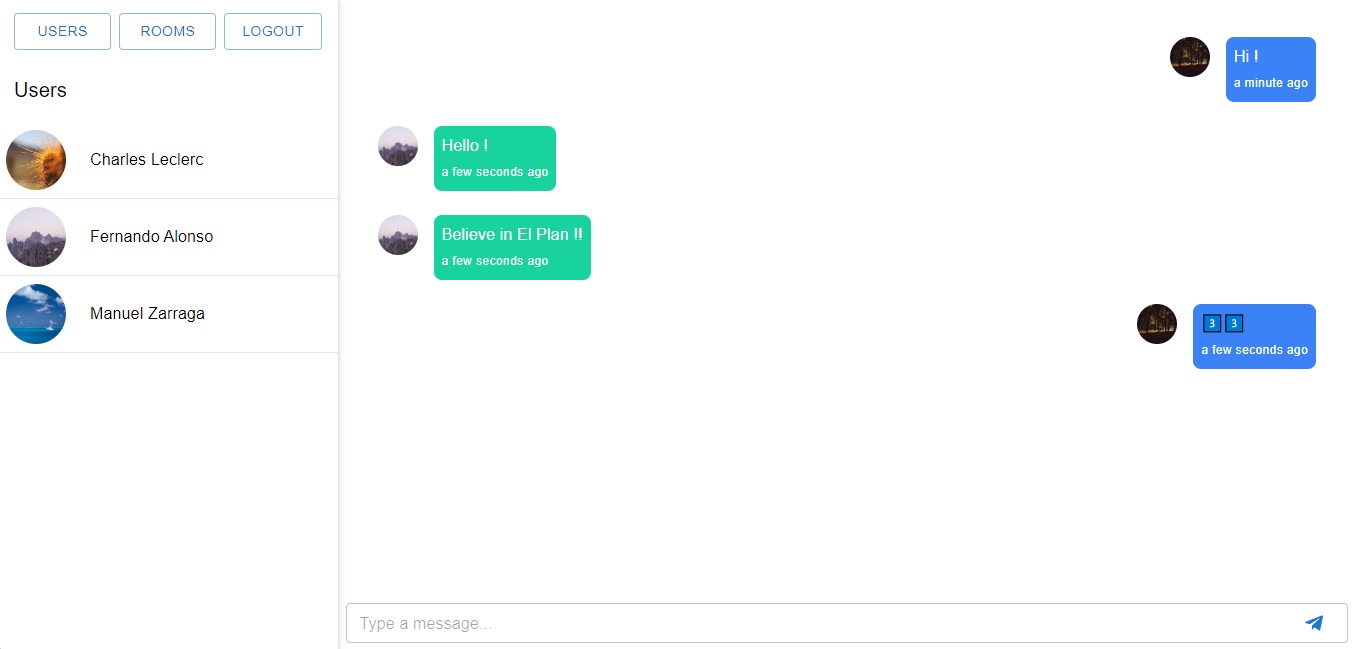 USERS ROOMS LOGOUT
Users
Charles Leclerc
Fernando Alonso
Manuel Zarraga
Hi !
a minute ago
Hello !
a few seconds ago
Believe in El Plan !!
a few seconds ago
3️⃣ 3️⃣
a few seconds ago
Type a message...